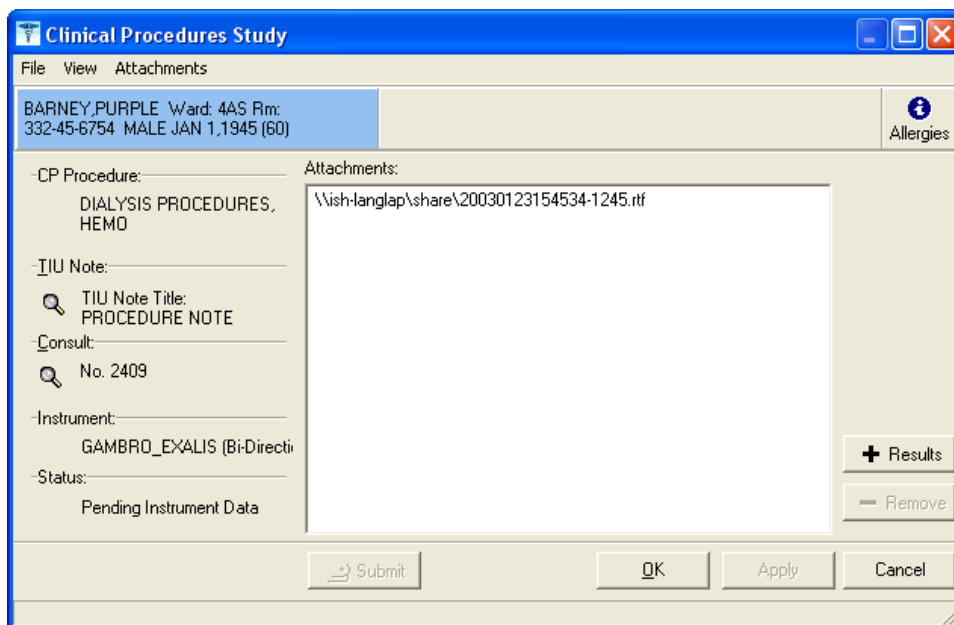 Clinical Procedures Study
File View Attachments
BARNEY,PURPLE Ward: 4AS Rm:
332-45-6754 MALE JAN 1,1945 (60)
Allergies
CP Procedure:
DIALYSIS PROCEDURES,
HEMO
TIU Note:
TIU Note Title:
PROCEDURE NOTE
Consult:
No. 2409
Instrument:
GAMBRO_EXALIS (Bi-Directi
Status:
Pending Instrument Data
Attachments:
\\ish-langlap\share\20030123154534-1245.rtf
Results
Remove
Submit
OK
Apply
Cancel